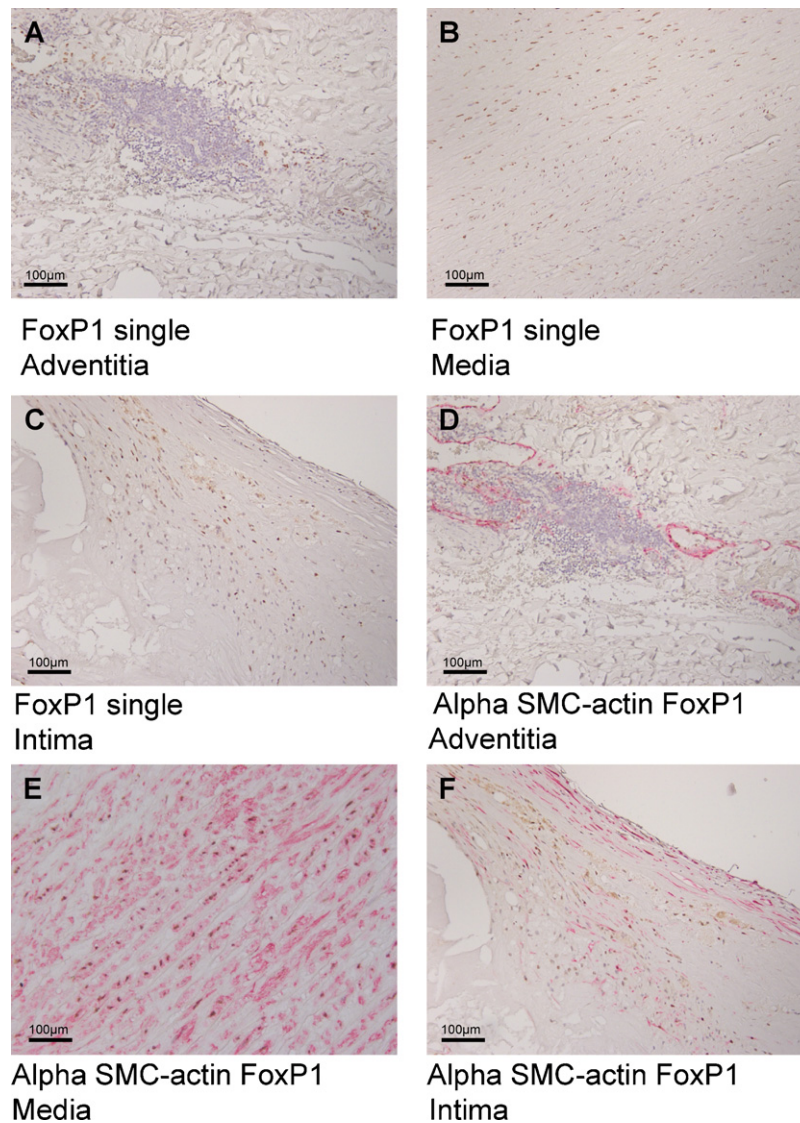 A
100µm
B
100µm
FoxP1 single
Adventitia
FoxP1 single
Media
C
100µm
D
100µm
FoxP1 single
Intima
Alpha SMC-actin FoxP1
Adventitia
E
100µm
F
100µm
Alpha SMC-actin FoxP1
Media
Alpha SMC-actin FoxP1
Intima